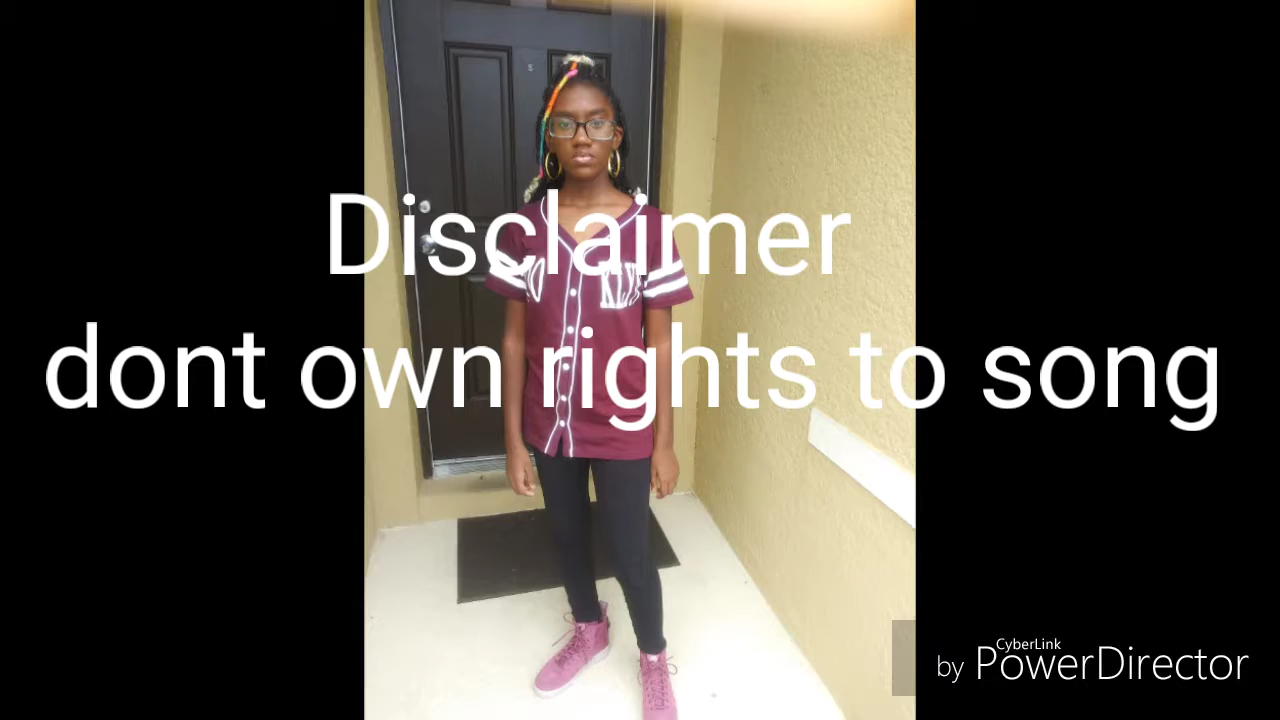 Disclaimer
dont own rights to song
CyberLink
by PowerDirector